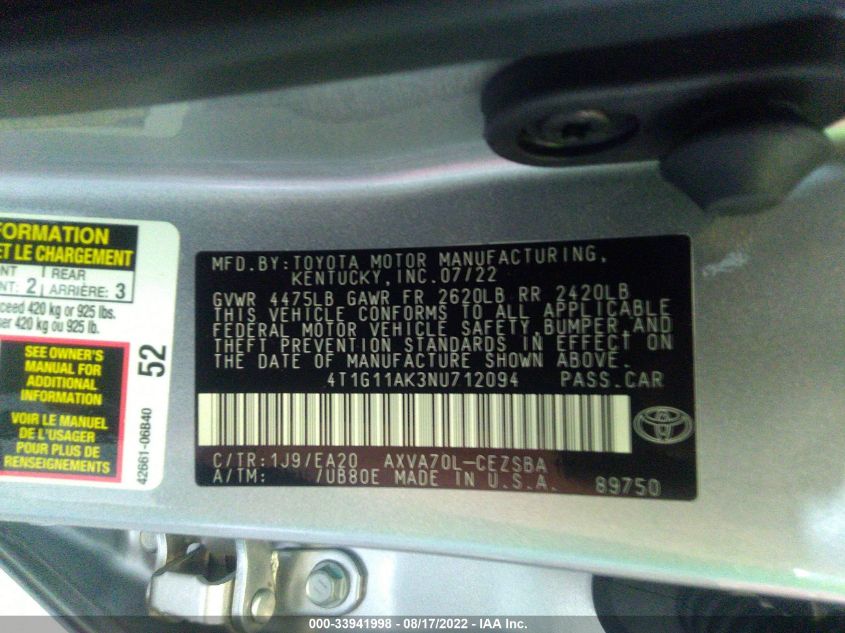 FORMATION
ET LE CHARGEMENT
REAR
2 ARRIÈRE: 3
420 kg or 925 lbs.
420 kg ou 925 lb.
SEE OWNER'S
MANUAL FOR
ADDITIONAL
INFORMATION
VOIR LE MANUEL
DE L'USAGER
POUR PLUS DE
RENSEIGNEMENTS
52
42661-06B40
MFD.BY:TOYOTA MOTOR MANUFACTURING,
KENTUCKY,INC.07/22
GVWR 4475LB GAWR FR 2620LB RR 2420LB
THIS VEHICLE CONFORMS TO ALL APPLICABLE
FEDERAL MOTOR VEHICLE SAFETY,BUMPER,AND
THEFT PREVENTION STANDARDS IN EFFECT ON
THE DATE OF MANUFACTURE SHOWN ABOVE.
4T1G11AK3NU712094 PASS.CAR
C/TR:1J9/EA20 AXVA70L-CEZSBA
A/TM: /UB80E MADE IN U.S.A. 89750
000-33941998 - 08/17/2022 - IAA Inc.